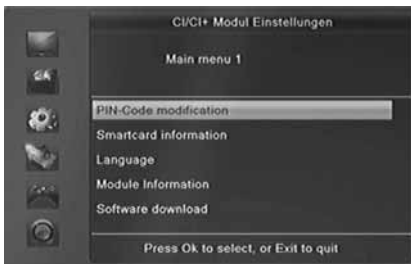 CI/CI+ Modul Einstellungen
Main menu 1
PIN-Code modification
Smartcard information
Language
Module Information
Software download
Press Ok to select, or Exit to quit